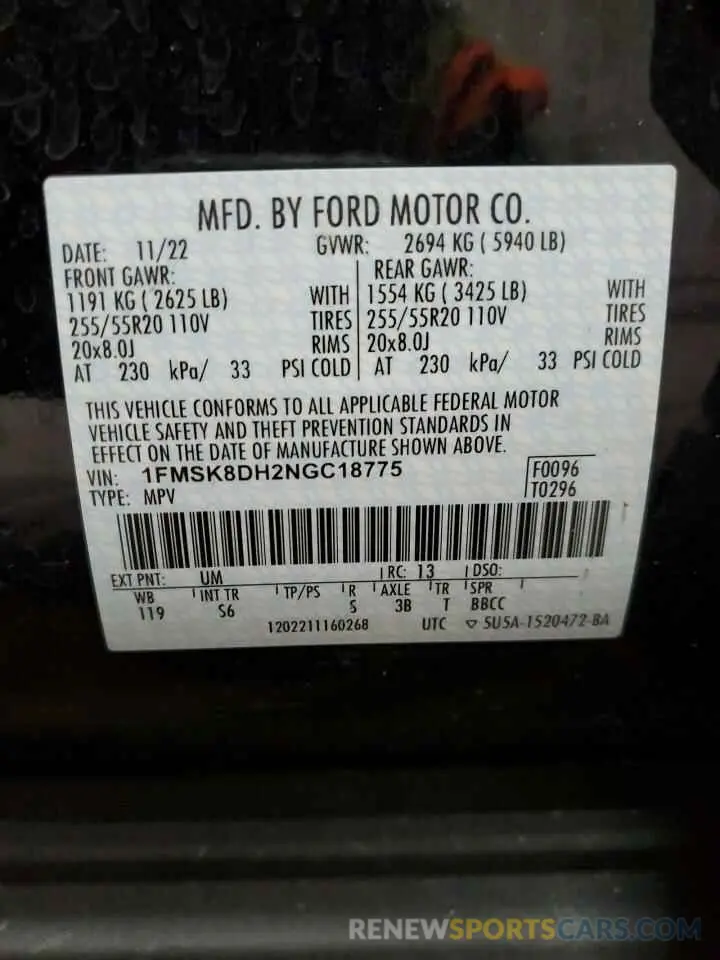 MFD. BY FORD MOTOR CO.
DATE: 11/22 GVWR: 2694 KG ( 5940 LB)
FRONT GAWR: REAR GAWR:
1191 KG ( 2625 LB) WITH 1554 KG ( 3425 LB) WITH
255/55R20 110V TIRES 255/55R20 110V TIRES
20x8.0J RIMS 20x8.0J RIMS
AT 230 kPa/ 33 PSI COLD AT 230 kPa/ 33 PSI COLD
THIS VEHICLE CONFORMS TO ALL APPLICABLE FEDERAL MOTOR
VEHICLE SAFETY AND THEFT PREVENTION STANDARDS IN
EFFECT ON THE DATE OF MANUFACTURE SHOWN ABOVE.
VIN: 1FMSK8DH2NGC18775 F0096
TYPE: MPV T0296
EXT PNT: UM RC: 13 DSO:
WB INT TR TP/PS R AXLE TR SPR
119 S6 5 3B T BBCC
1202211160268 UTC ▽ 5U5A-1520472-BA
RENEWSPORTSCARS.COM